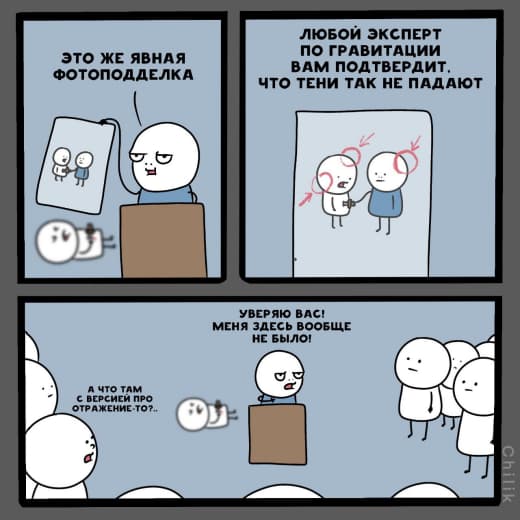 ЭТО ЖЕ ЯВНАЯ
ФОТОПОДДЕЛКА
ЛЮБОЙ ЭКСПЕРТ
ПО ГРАВИТАЦИИ
ВАМ ПОДТВЕРДИТ,
ЧТО ТЕНИ ТАК НЕ ПАДАЮТ
УВЕРЯЮ ВАС!
МЕНЯ ЗДЕСЬ ВООБЩЕ
НЕ БЫЛО!
А ЧТО ТАМ
С ВЕРСИЕЙ ПРО
ОТРАЖЕНИЕ-ТО?..
Chilik